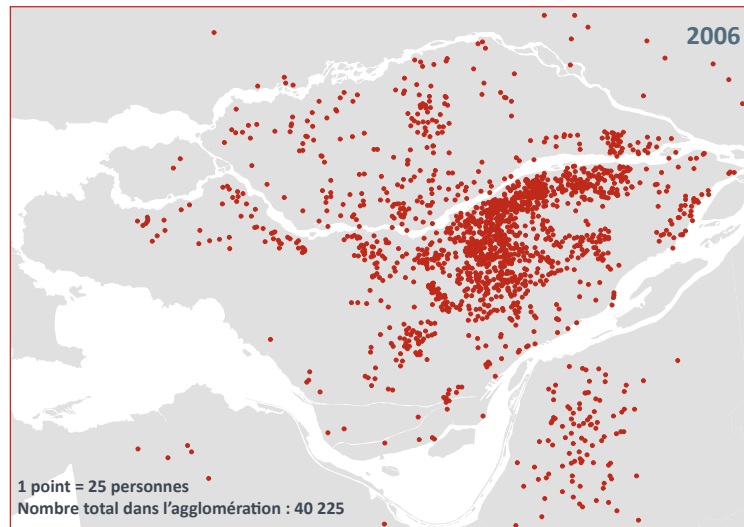 2006
1 point = 25 personnes
Nombre total dans l'agglomération : 40 225